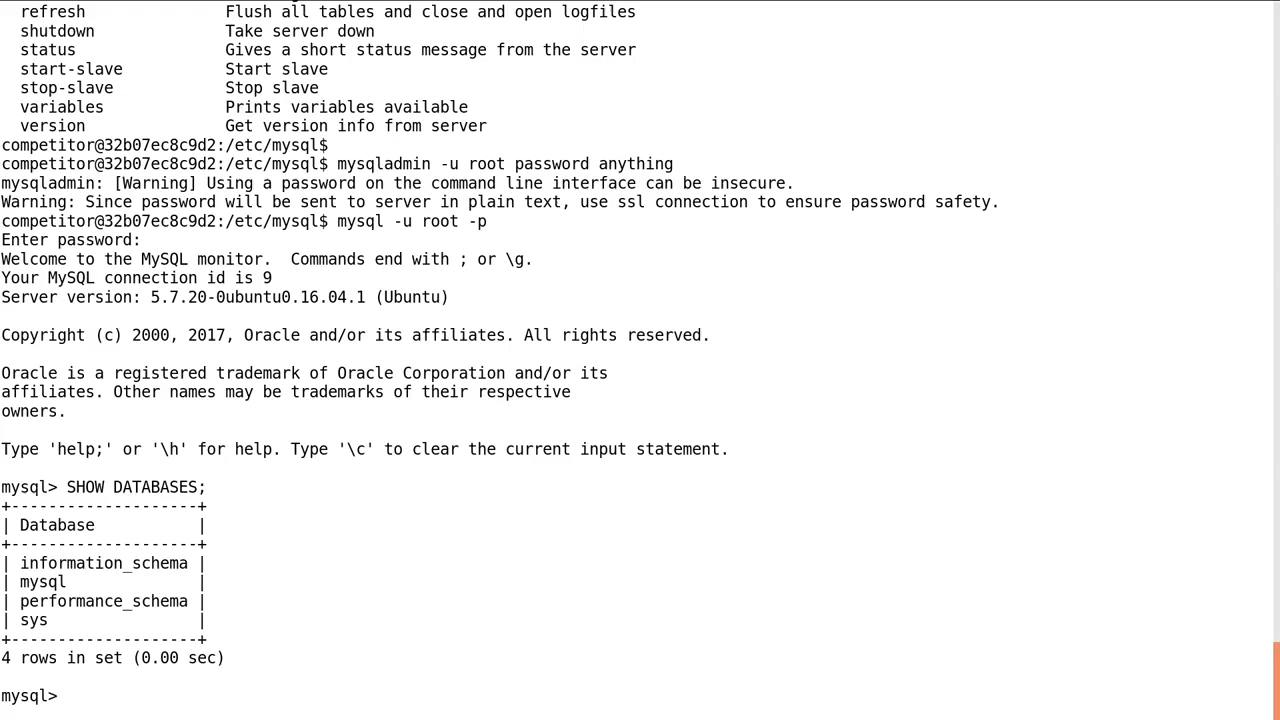 refresh               Flush all tables and close and open logfiles
  shutdown              Take server down
  status                Gives a short status message from the server
  start-slave           Start slave
  stop-slave            Stop slave
  variables             Prints variables available
  version               Get version info from server
competitor@32b07ec8c9d2:/etc/mysql$
competitor@32b07ec8c9d2:/etc/mysql$ mysqladmin -u root password anything
mysqladmin: [Warning] Using a password on the command line interface can be insecure.
Warning: Since password will be sent to server in plain text, use ssl connection to ensure password safety.
competitor@32b07ec8c9d2:/etc/mysql$ mysql -u root -p
Enter password:
Welcome to the MySQL monitor.  Commands end with ; or \g.
Your MySQL connection id is 9
Server version: 5.7.20-0ubuntu0.16.04.1 (Ubuntu)

Copyright (c) 2000, 2017, Oracle and/or its affiliates. All rights reserved.

Oracle is a registered trademark of Oracle Corporation and/or its
affiliates. Other names may be trademarks of their respective
owners.

Type 'help;' or '\h' for help. Type '\c' to clear the current input statement.

mysql> SHOW DATABASES;
+--------------------+
| Database           |
+--------------------+
| information_schema |
| mysql              |
| performance_schema |
| sys                |
+--------------------+
4 rows in set (0.00 sec)

mysql>